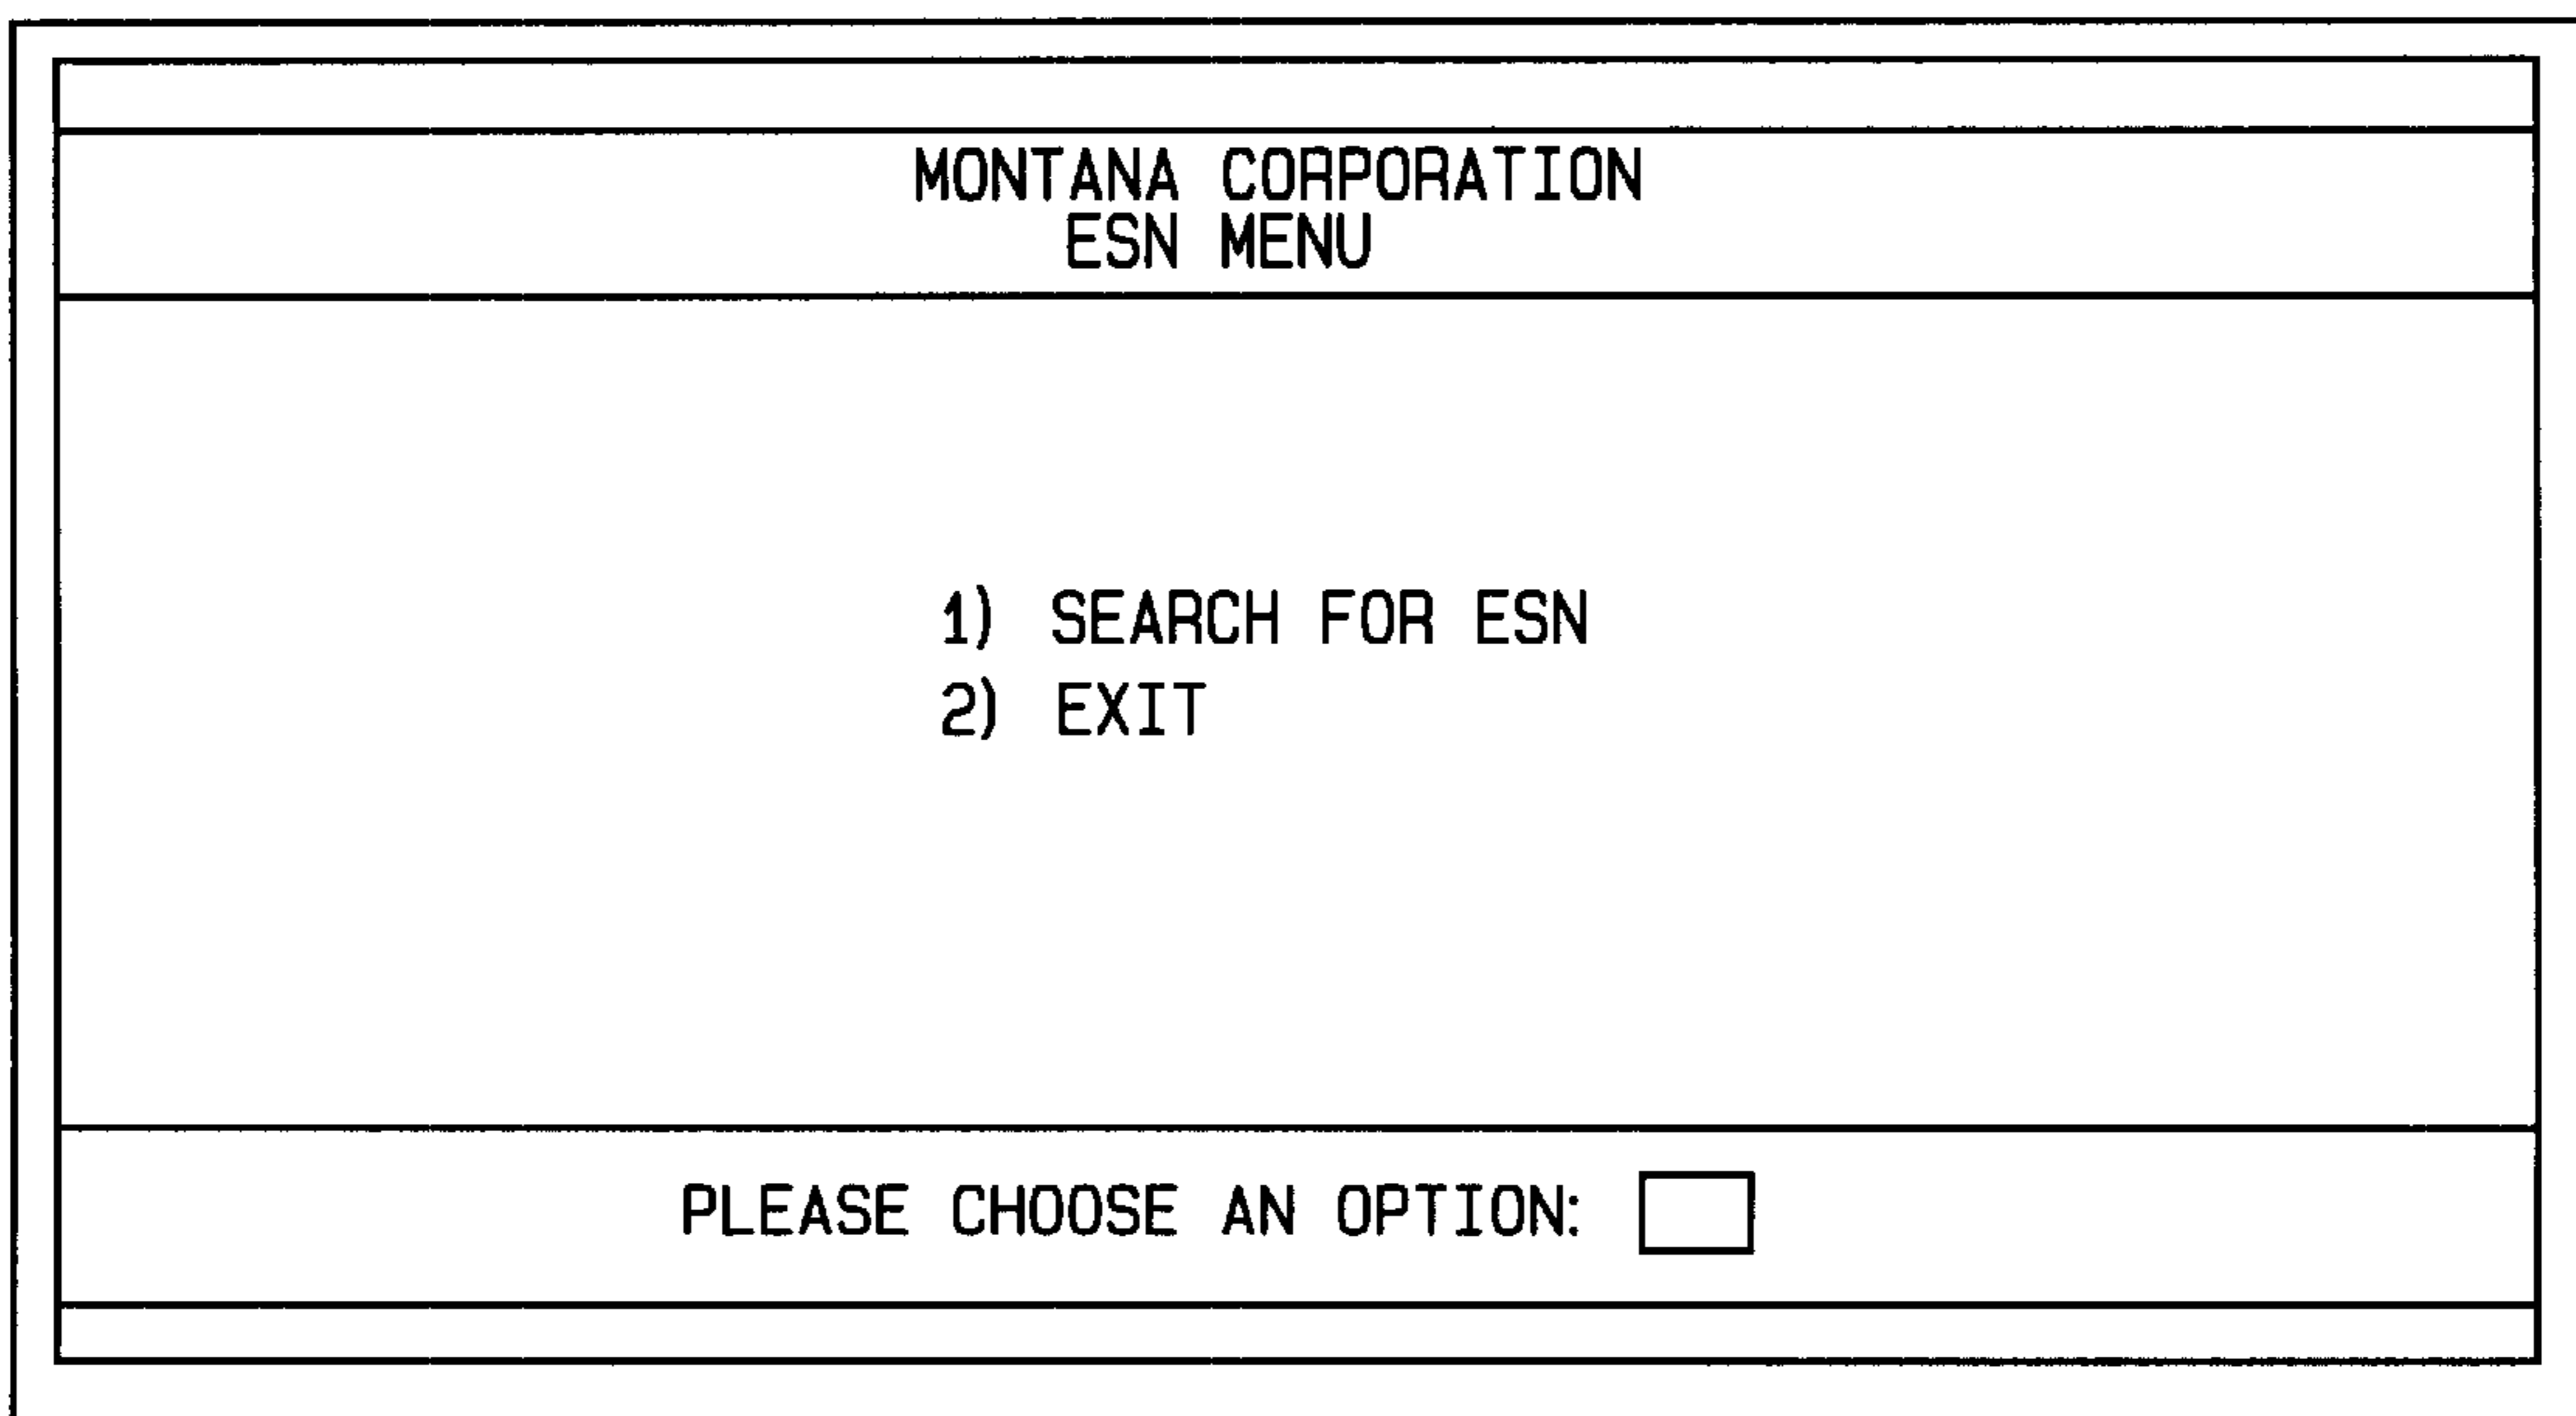 MONTANA CORPORATION
ESN MENU
1) SEARCH FOR ESN
2) EXIT
PLEASE CHOOSE AN OPTION: